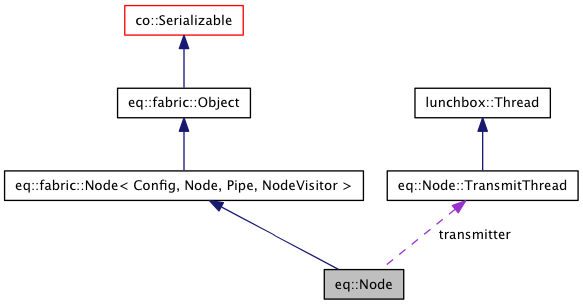 co::Serializable
eq::fabric::Object
lunchbox::Thread
eq::fabric::Node< Config, Node, Pipe, NodeVisitor >
eq::Node::TransmitThread
transmitter
eq::Node